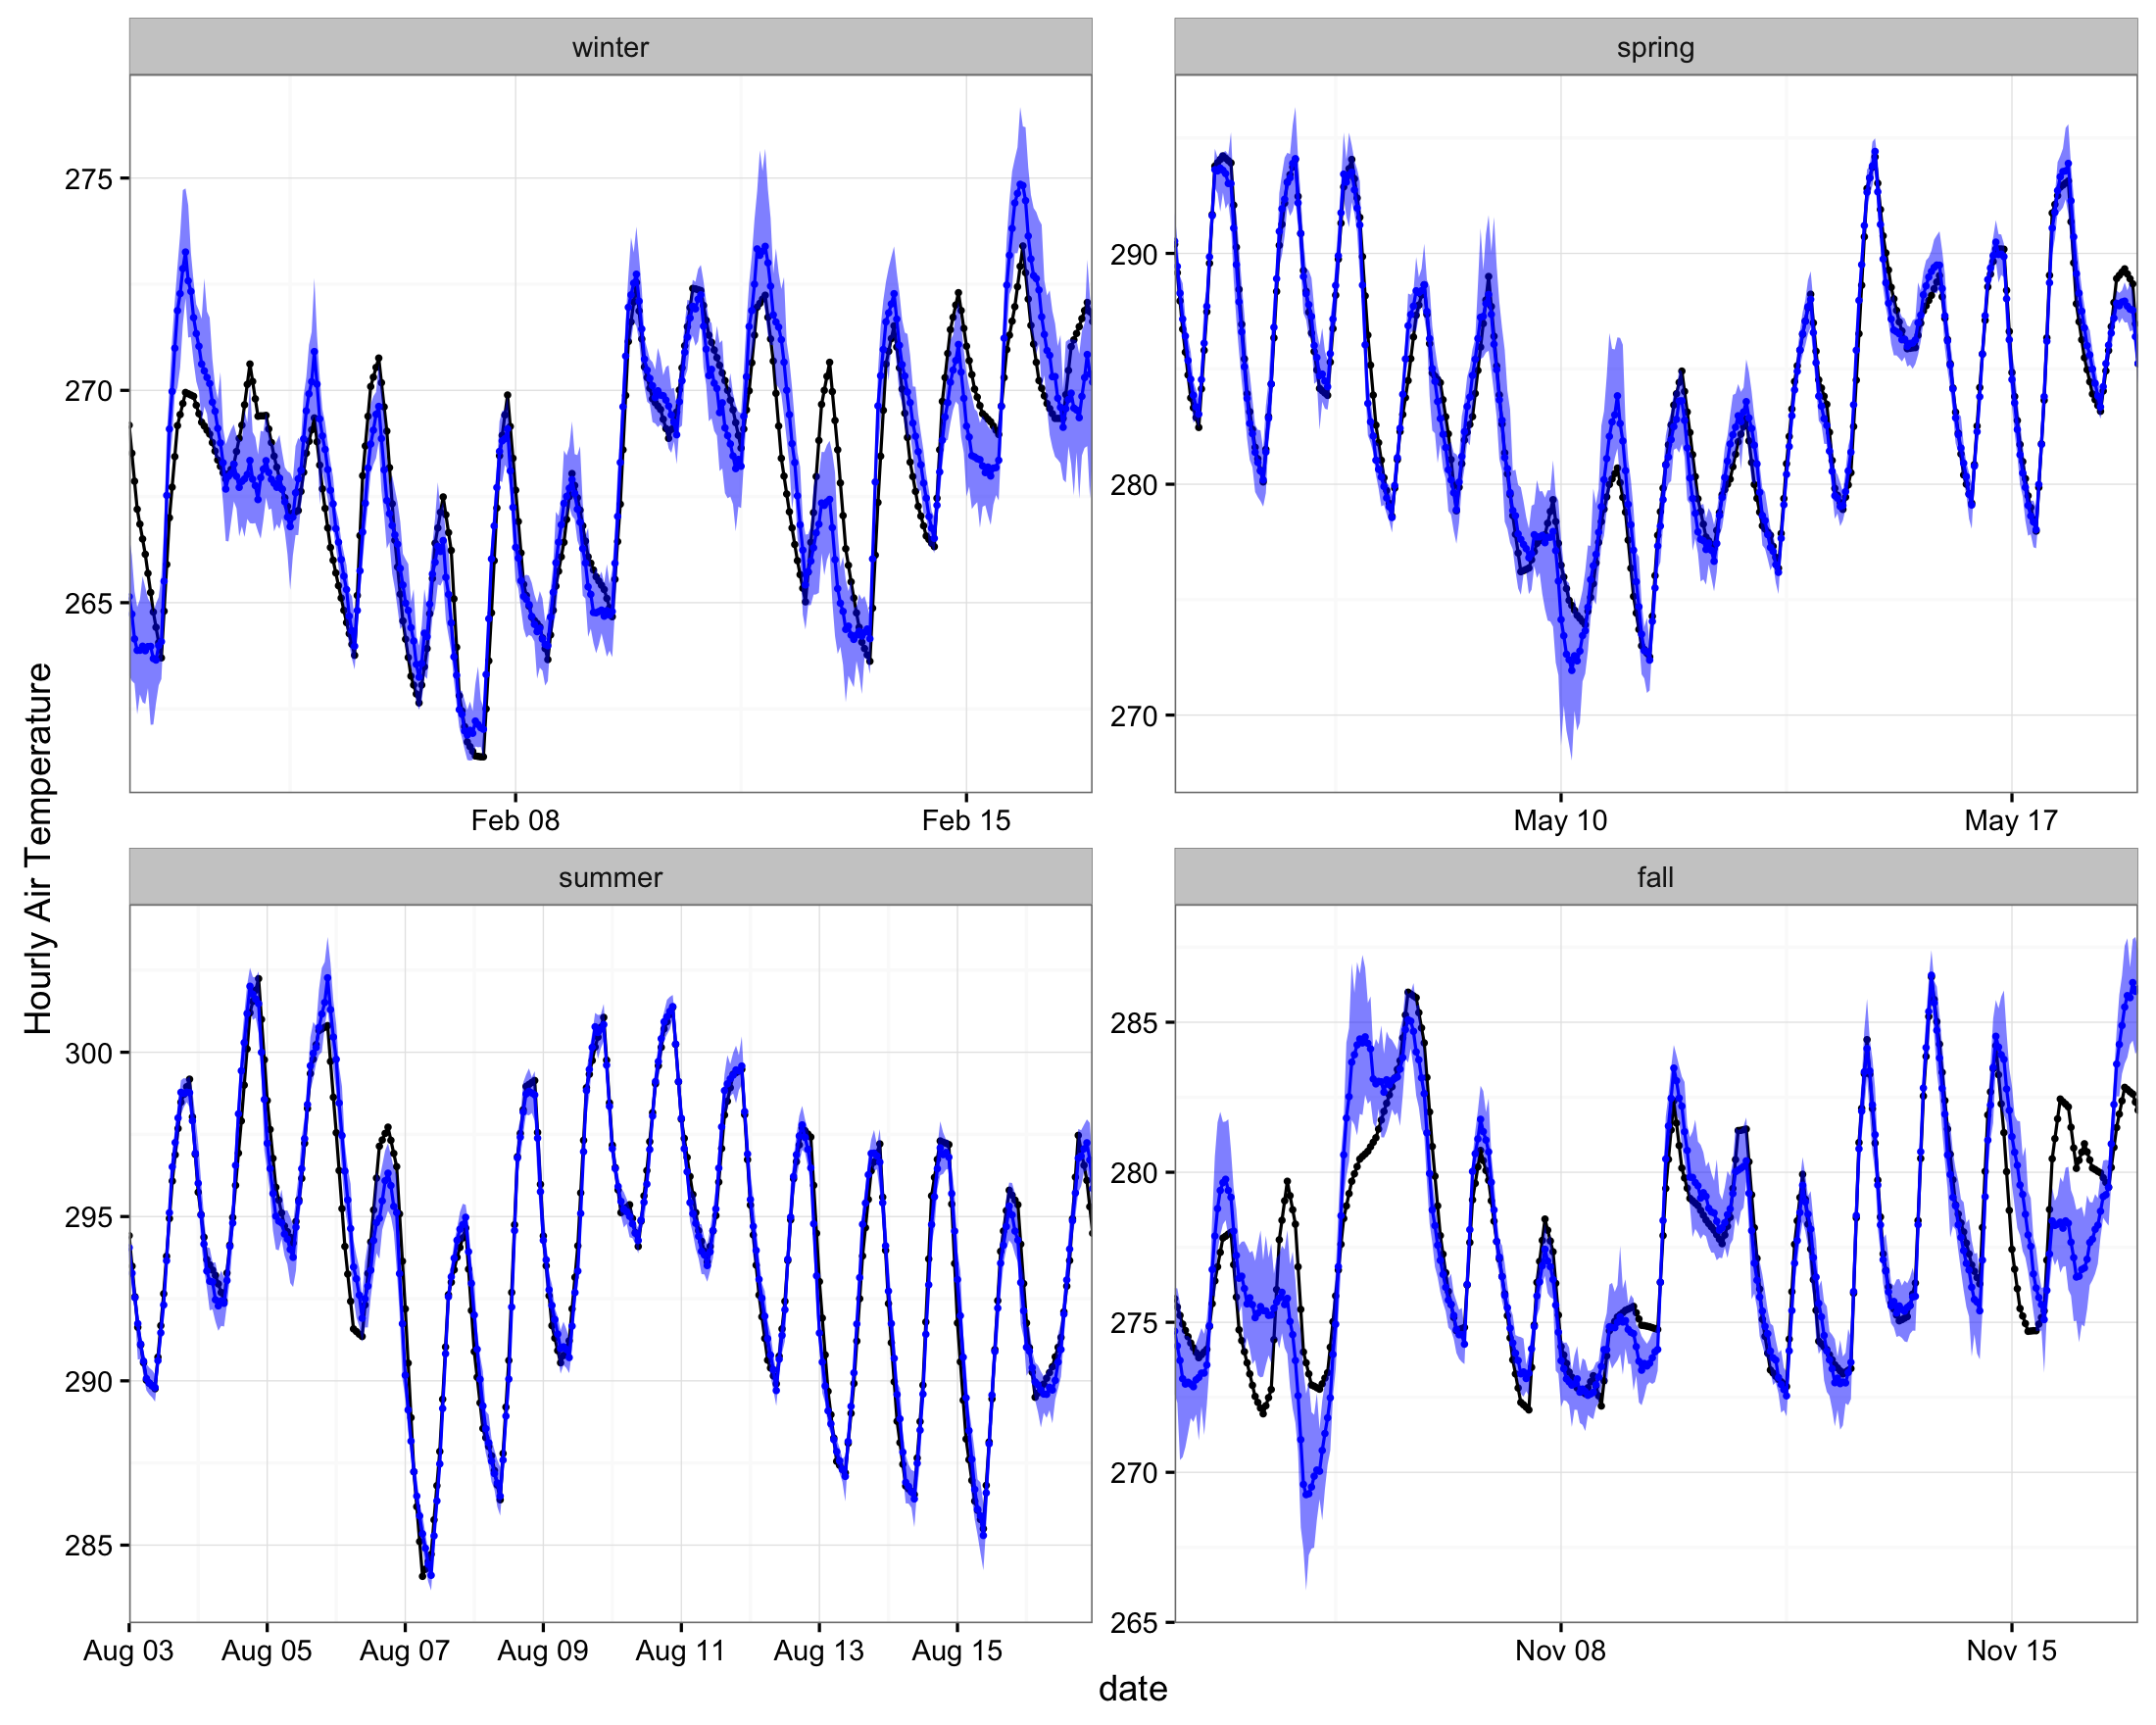 winter
spring
275
270
265
290
280
270
Feb 08
Feb 15
May 10
May 17
Hourly Air Temperature
summer
fall
300
295
290
285
285
280
275
270
265
Aug 03
Aug 05
Aug 07
Aug 09
Aug 11
Aug 13
Aug 15
Nov 08
Nov 15
date